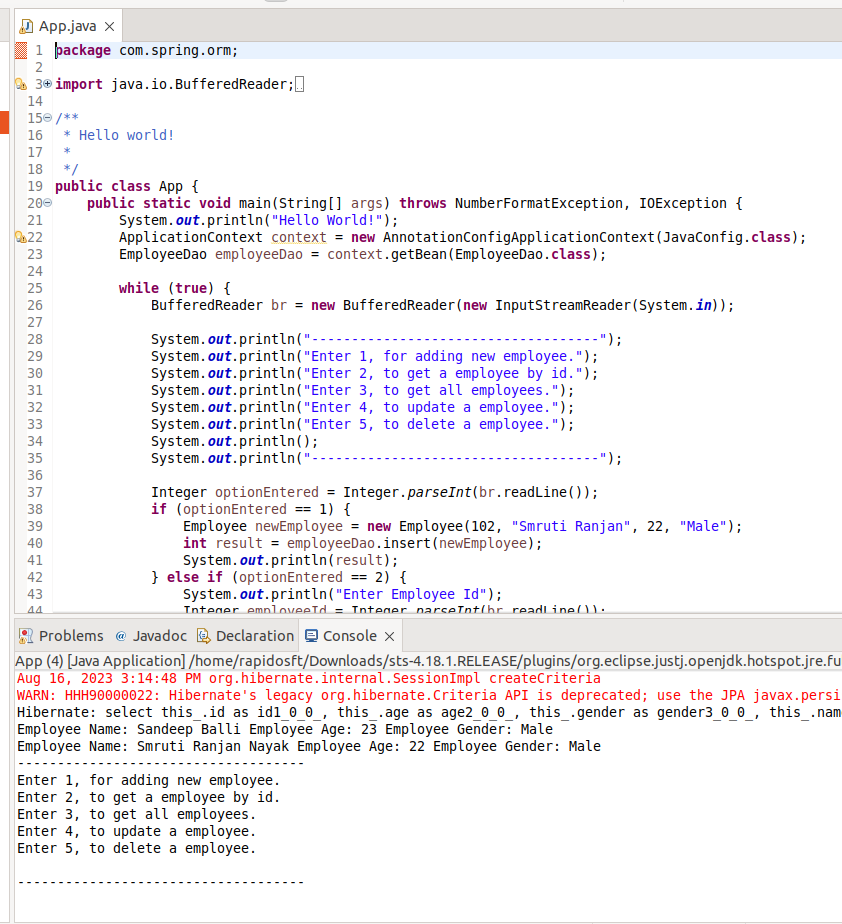 App.java
1 package com.spring.orm;
2
3 import java.io.BufferedReader;
14
15 /**
16  * Hello world!
17  *
18  */
19 public class App {
20     public static void main(String[] args) throws NumberFormatException, IOException {
21         System.out.println("Hello World!");
22         ApplicationContext context = new AnnotationConfigApplicationContext(JavaConfig.class);
23         EmployeeDao employeeDao = context.getBean(EmployeeDao.class);
24
25         while (true) {
26             BufferedReader br = new BufferedReader(new InputStreamReader(System.in));
27
28             System.out.println("------------------------------------");
29             System.out.println("Enter 1, for adding new employee.");
30             System.out.println("Enter 2, to get a employee by id.");
31             System.out.println("Enter 3, to get all employees.");
32             System.out.println("Enter 4, to update a employee.");
33             System.out.println("Enter 5, to delete a employee.");
34             System.out.println();
35             System.out.println("------------------------------------");
36
37             Integer optionEntered = Integer.parseInt(br.readLine());
38             if (optionEntered == 1) {
39                 Employee newEmployee = new Employee(102, "Smruti Ranjan", 22, "Male");
40                 int result = employeeDao.insert(newEmployee);
41                 System.out.println(result);
42             } else if (optionEntered == 2) {
43                 System.out.println("Enter Employee Id");
44                 Integer employeeId = Integer.parseInt(br.readLine());
Problems Javadoc Declaration Console
App (4) [Java Application] /home/rapidosft/Downloads/sts-4.18.1.RELEASE/plugins/org.eclipse.justj.openjdk.hotspot.jre.fu
Aug 16, 2023 3:14:48 PM org.hibernate.internal.SessionImpl createCriteria
WARN: HHH90000022: Hibernate's legacy org.hibernate.Criteria API is deprecated; use the JPA javax.persi
Hibernate: select this_.id as id1_0_0_, this_.age as age2_0_0_, this_.gender as gender3_0_0_, this_.nam
Employee Name: Sandeep Balli Employee Age: 23 Employee Gender: Male
Employee Name: Smruti Ranjan Nayak Employee Age: 22 Employee Gender: Male
------------------------------------
Enter 1, for adding new employee.
Enter 2, to get a employee by id.
Enter 3, to get all employees.
Enter 4, to update a employee.
Enter 5, to delete a employee.

------------------------------------